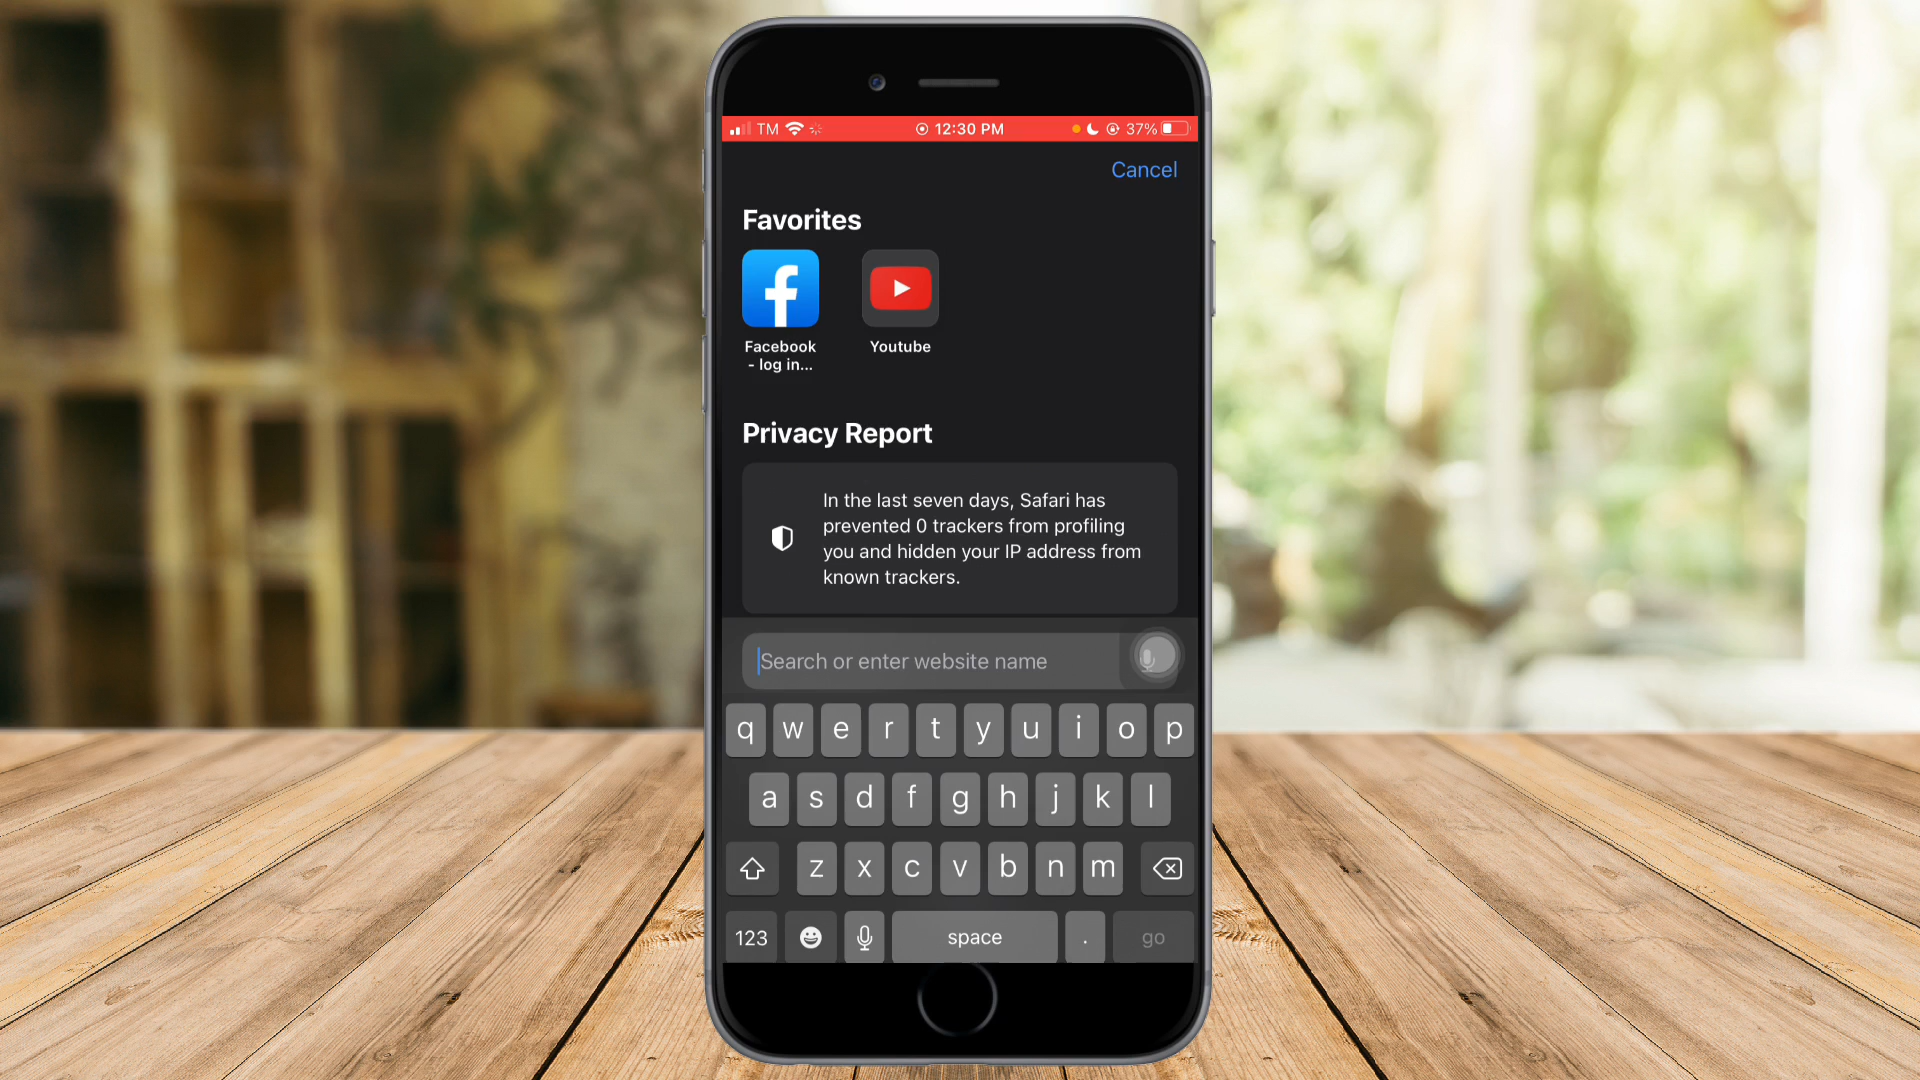 TM 12:30 PM 37%
Cancel
Favorites
Facebook
- log in...
Youtube
Privacy Report
In the last seven days, Safari has
prevented 0 trackers from profiling
you and hidden your IP address from
known trackers.
Search or enter website name
q w e r t y u i o p
a s d f g h j k l
z x c v b n m
123 space . go